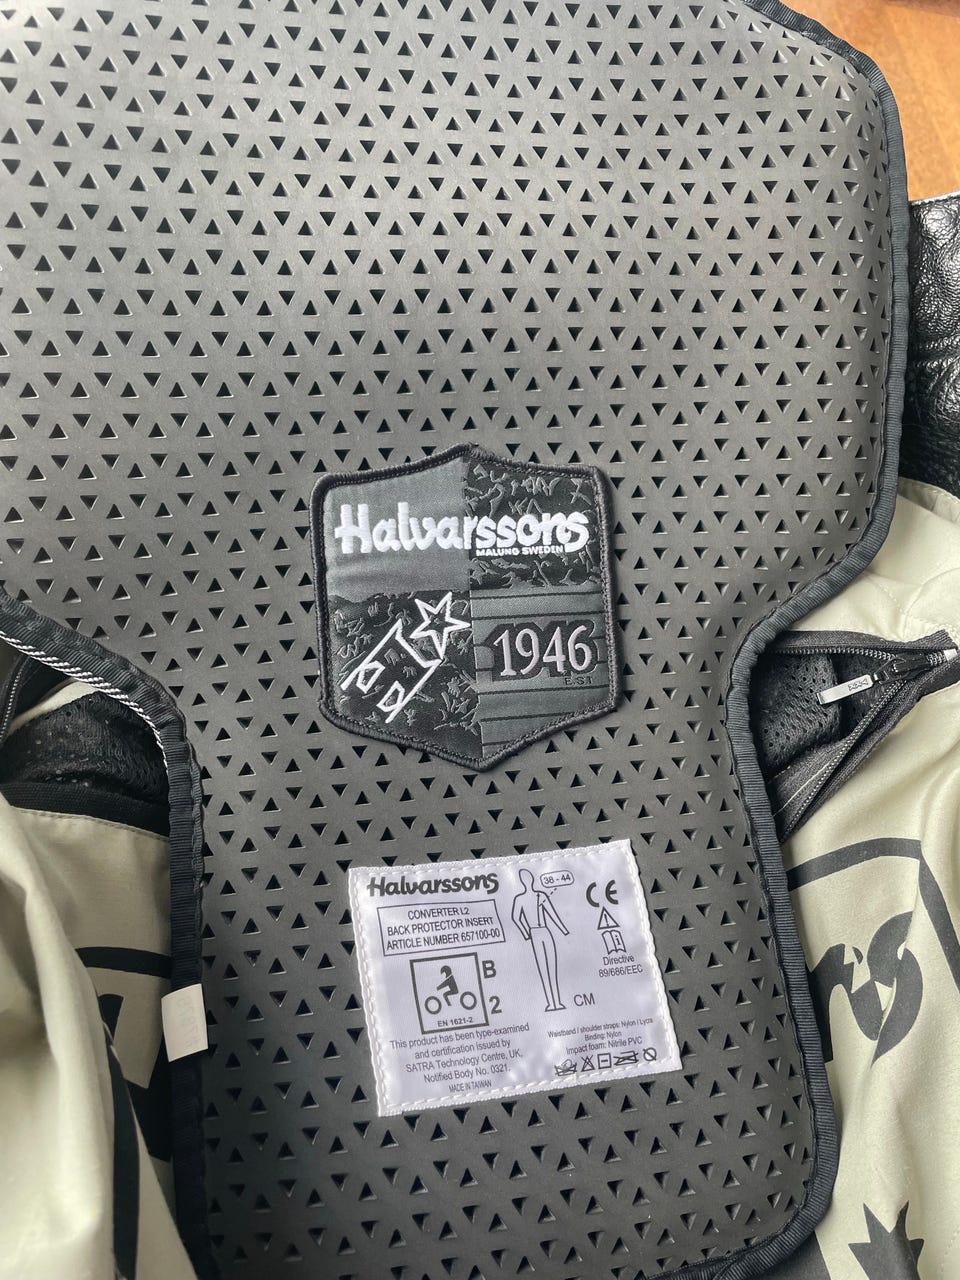 Halvarssons
MALUNG SWEDEN
1946
EST
Halvarssons
CONVERTER L2
BACK PROTECTOR INSERT
ARTICLE NUMBER 657100-00
B
2
EN 1621-2
This product has been type-examined
and certification issued by
SATRA Technology Centre, UK,
Notified Body No. 0321.
MADE IN TAIWAN
38 - 44
CE
i
Directive
89/686/EEC
CM
Waistband / shoulder straps: Nylon / Lycra
Binding: Nylon
Impact foam: Nitrile PVC